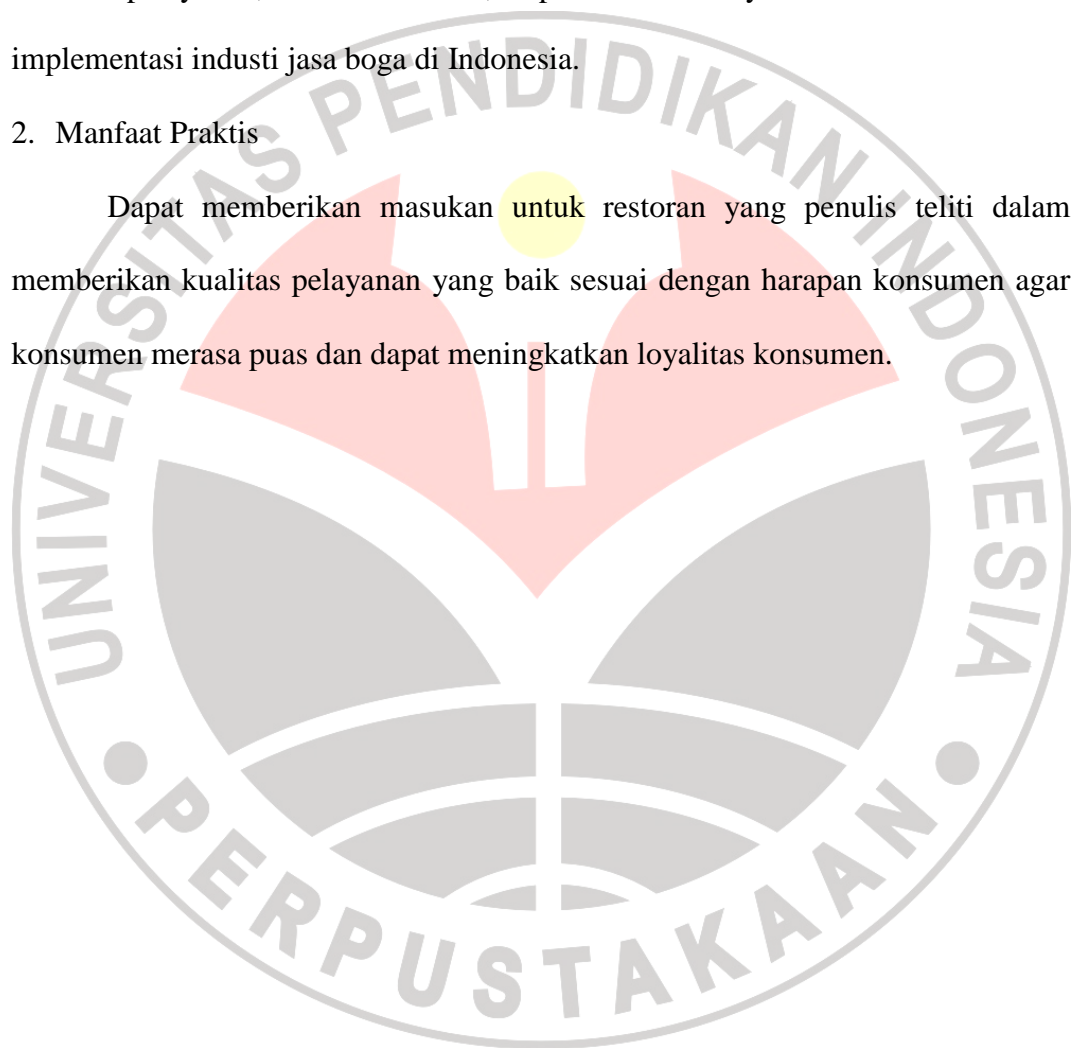 implementasi industi jasa boga di Indonesia.
2. Manfaat Praktis
Dapat memberikan masukan untuk restoran yang penulis teliti dalam
memberikan kualitas pelayanan yang baik sesuai dengan harapan konsumen agar
konsumen merasa puas dan dapat meningkatkan loyalitas konsumen.
UNIVERSITAS PENDIDIKAN INDONESIA
PERPUSTAKAAN